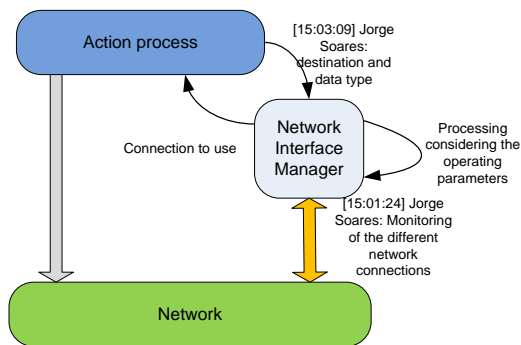 Action process
[15:03:09] Jorge
Soares:
destination and
data type
Connection to use
Network
Interface
Manager
Processing
considering the
operating
parameters
[15:01:24] Jorge
Soares: Monitoring
of the different
network
connections
Network